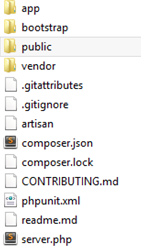 app
bootstrap
public
vendor
.gitattributes
.gitignore
artisan
composer.json
composer.lock
CONTRIBUTING.md
phpunit.xml
readme.md
server.php